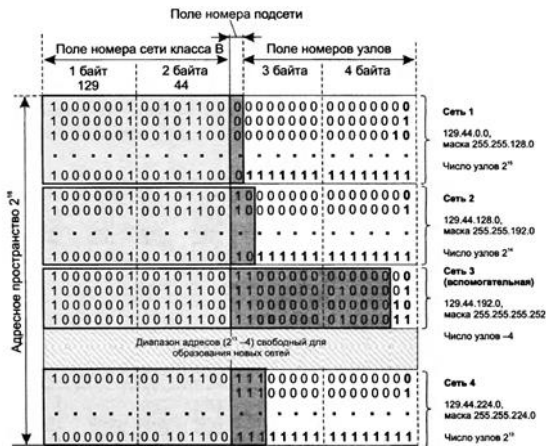 Поле номера подсети
Поле номера сети класса В
Поле номеров узлов
1 байт
2 байта
3 байта
4 байта
129
44
Адресное пространство 2¹⁶
10000001 00101100 00000000 00000000
10000001 00101100 00000000 00000001
10000001 00101100 00000000 00000010
. . . . . . . . . . . . .
10000001 00101100 01111111 11111111
Сеть 1
129.44.0.0,
маска 255.255.128.0
Число узлов 2¹⁵
10000001 00101100 10000000 00000000
10000001 00101100 10000000 00000001
. . . . . . . . . . . . .
10000001 00101100 10111111 11111111
Сеть 2
129.44.128.0,
маска 255.255.192.0
Число узлов 2¹⁴
10000001 00101100 11000000 00000000
10000001 00101100 11000000 00000001
10000001 00101100 11000000 00000010
10000001 00101100 11000000 00000011
Сеть 3
(вспомогательная)
129.44.192.0,
маска 255.255.255.252
Число узлов –4
Диапазон адресов (2¹³ –4) свободный для
образования новых сетей
10000001 00101100 11100000 00000000
11100000 00000001
. . . . . . . . . . . . .
10000001 00101100 11111111 11111111
Сеть 4
129.44.224.0,
маска 255.255.224.0
Число узлов 2¹³